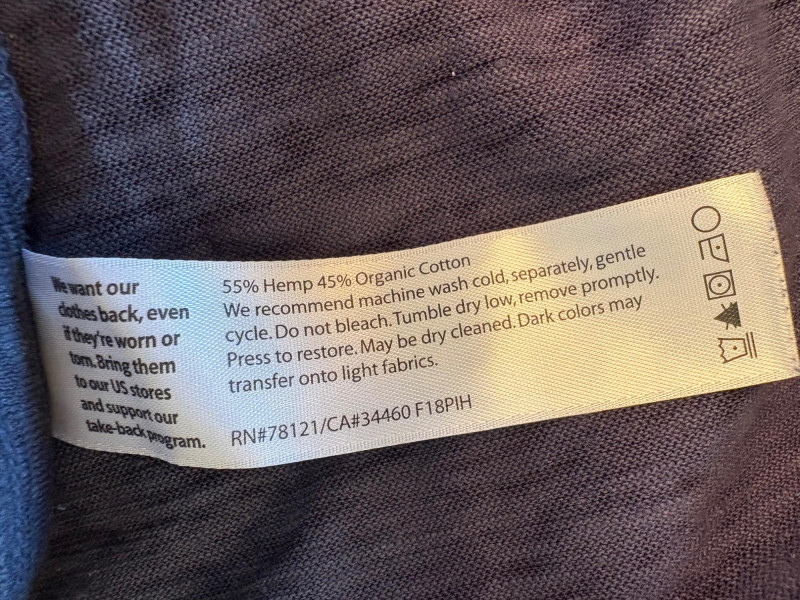 We want our
clothes back, even
if they're worn or
torn. Bring them
to our US stores
and support our
take-back program.
55% Hemp 45% Organic Cotton
We recommend machine wash cold, separately, gentle
cycle. Do not bleach. Tumble dry low, remove promptly.
Press to restore. May be dry cleaned. Dark colors may
transfer onto light fabrics.
RN#78121/CA#34460 F18PIH